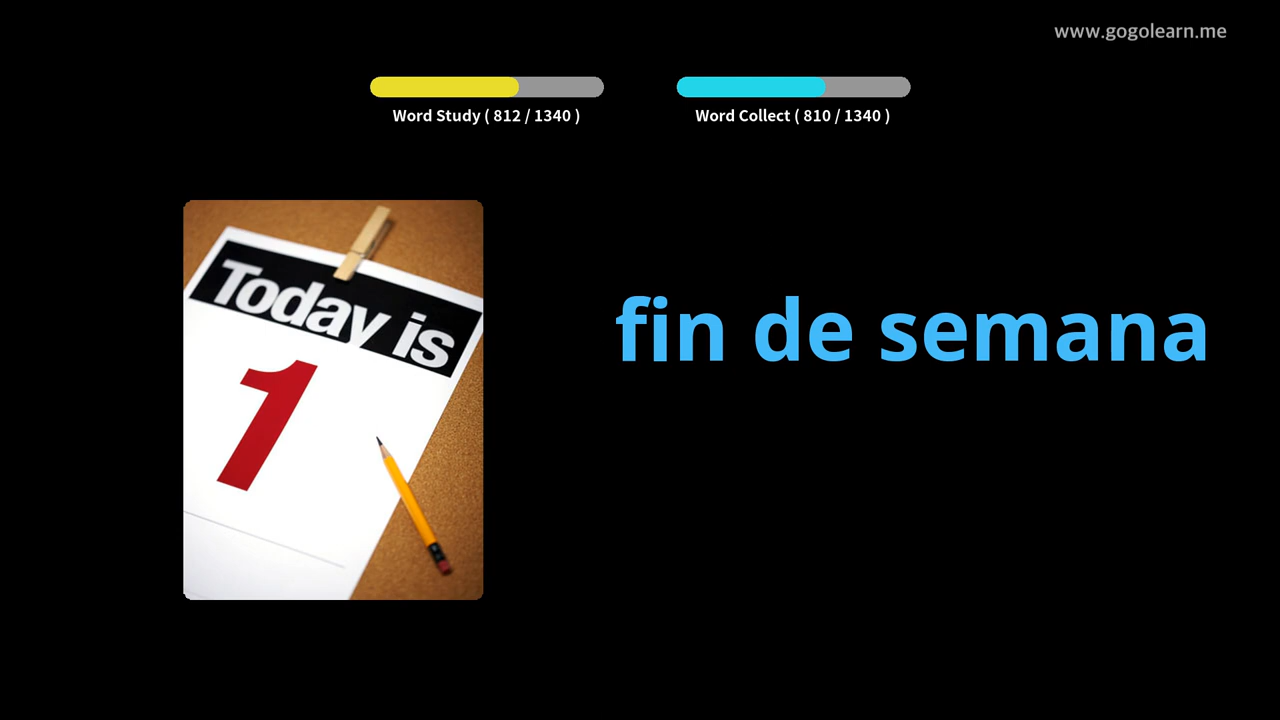 www.gogolearn.me
Word Study ( 812 / 1340 )
Word Collect ( 810 / 1340 )
Today is
1
fin de semana